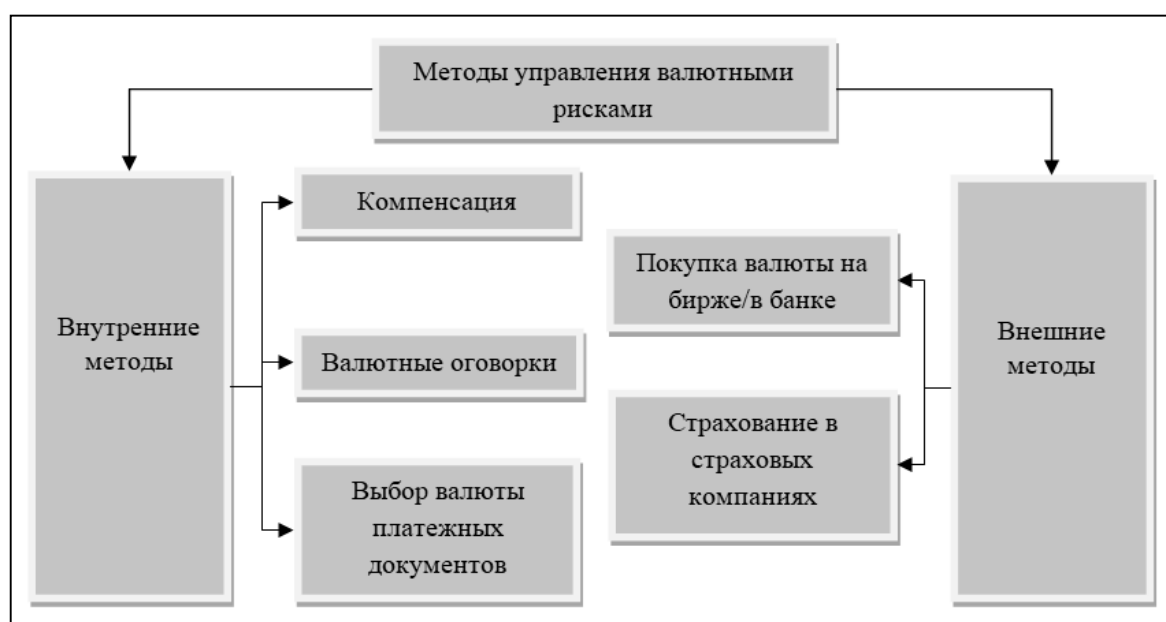 Методы управления валютными
рисками
Внутренние
методы
Компенсация
Валютные оговорки
Выбор валюты
платежных
документов
Покупка валюты на
бирже/в банке
Страхование в
страховых
компаниях
Внешние
методы